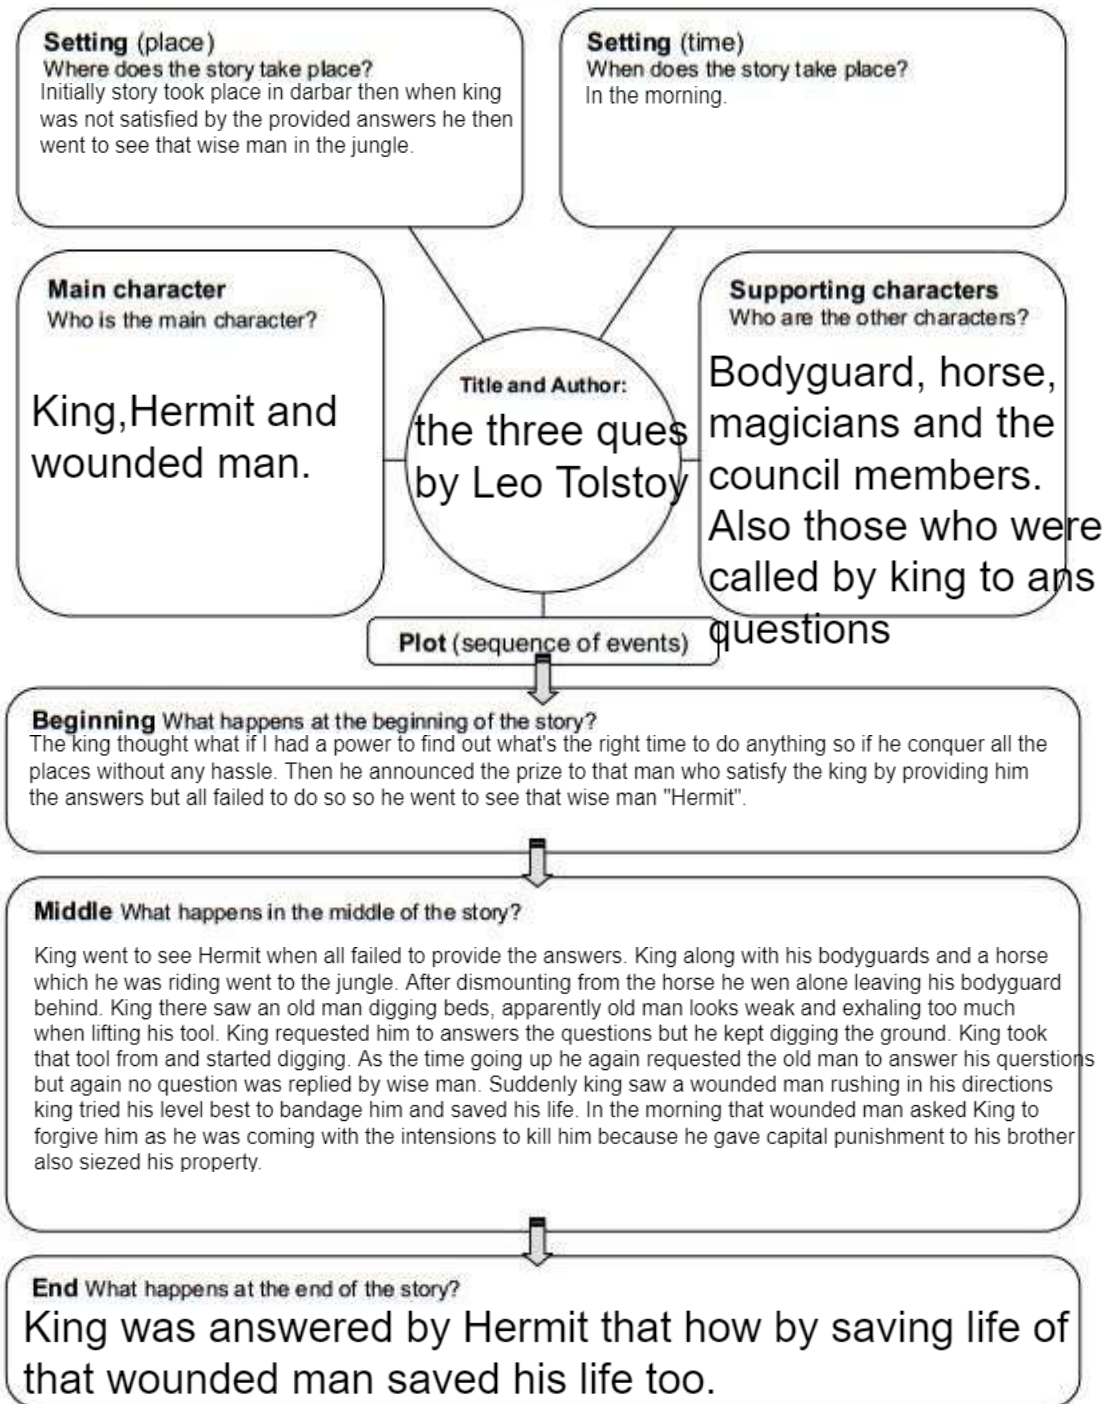 Setting (place)
Where does the story take place?
Initially story took place in darbar then when king
was not satisfied by the provided answers he then
went to see that wise man in the jungle.
Setting (time)
When does the story take place?
In the morning.
Main character
Who is the main character?
King,Hermit and
wounded man.
Title and Author:
the three ques
by Leo Tolstoy
Supporting characters
Who are the other characters?
Bodyguard, horse,
magicians and the
council members.
Also those who were
called by king to ans
questions
Plot (sequence of events)
Beginning What happens at the beginning of the story?
The king thought what if I had a power to find out what's the right time to do anything so if he conquer all the
places without any hassle. Then he announced the prize to that man who satisfy the king by providing him
the answers but all failed to do so so he went to see that wise man "Hermit".
Middle What happens in the middle of the story?
King went to see Hermit when all failed to provide the answers. King along with his bodyguards and a horse
which he was riding went to the jungle. After dismounting from the horse he wen alone leaving his bodyguard
behind. King there saw an old man digging beds, apparently old man looks weak and exhaling too much
when lifting his tool. King requested him to answers the questions but he kept digging the ground. King took
that tool from and started digging. As the time going up he again requested the old man to answer his querstions
but again no question was replied by wise man. Suddenly king saw a wounded man rushing in his directions
king tried his level best to bandage him and saved his life. In the morning that wounded man asked King to
forgive him as he was coming with the intensions to kill him because he gave capital punishment to his brother
also siezed his property.
End What happens at the end of the story?
King was answered by Hermit that how by saving life of
that wounded man saved his life too.